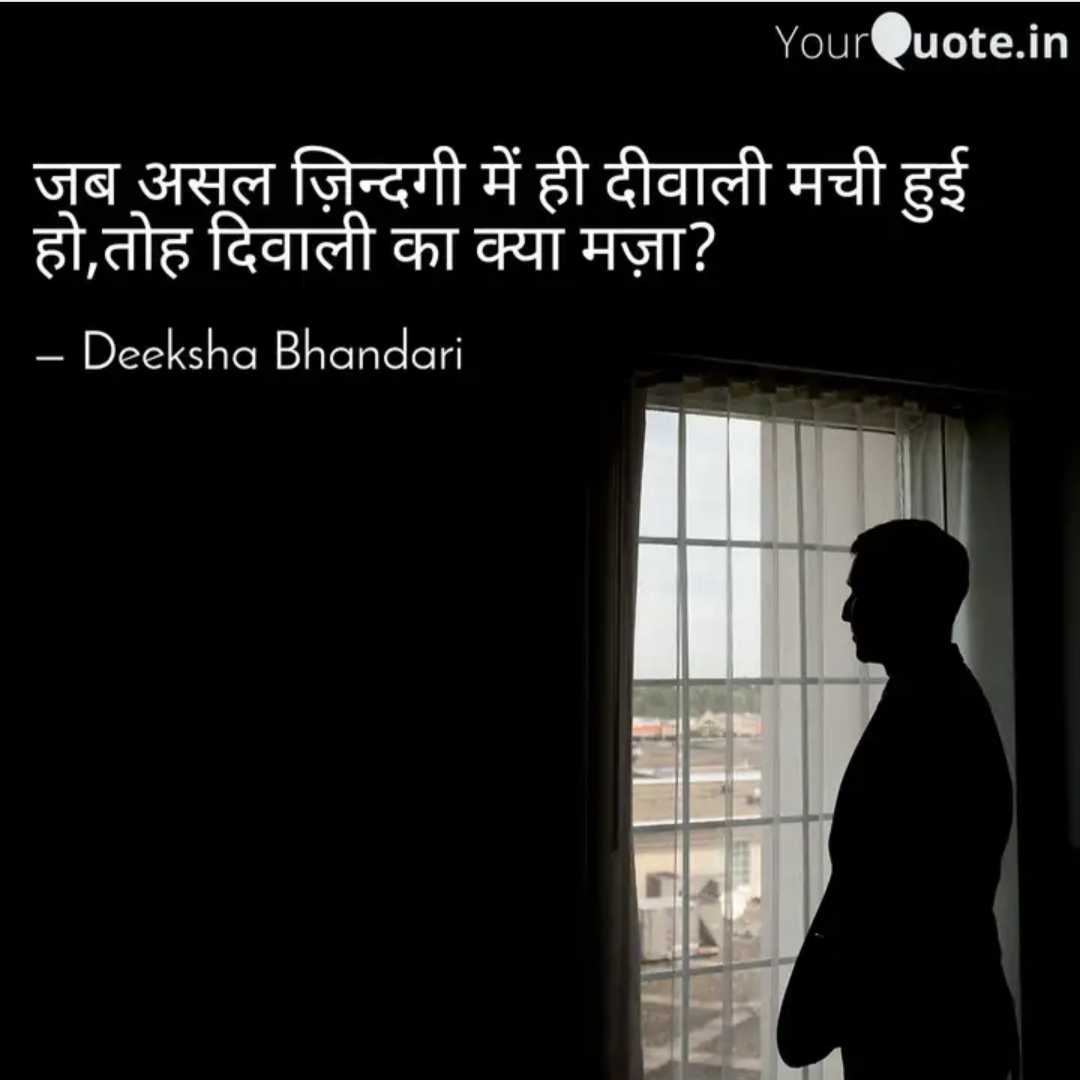 YourQuote.in
जब असल ज़िन्दगी में ही दीवाली मची हुई
हो,तोह दिवाली का क्या मज़ा?
– Deeksha Bhandari